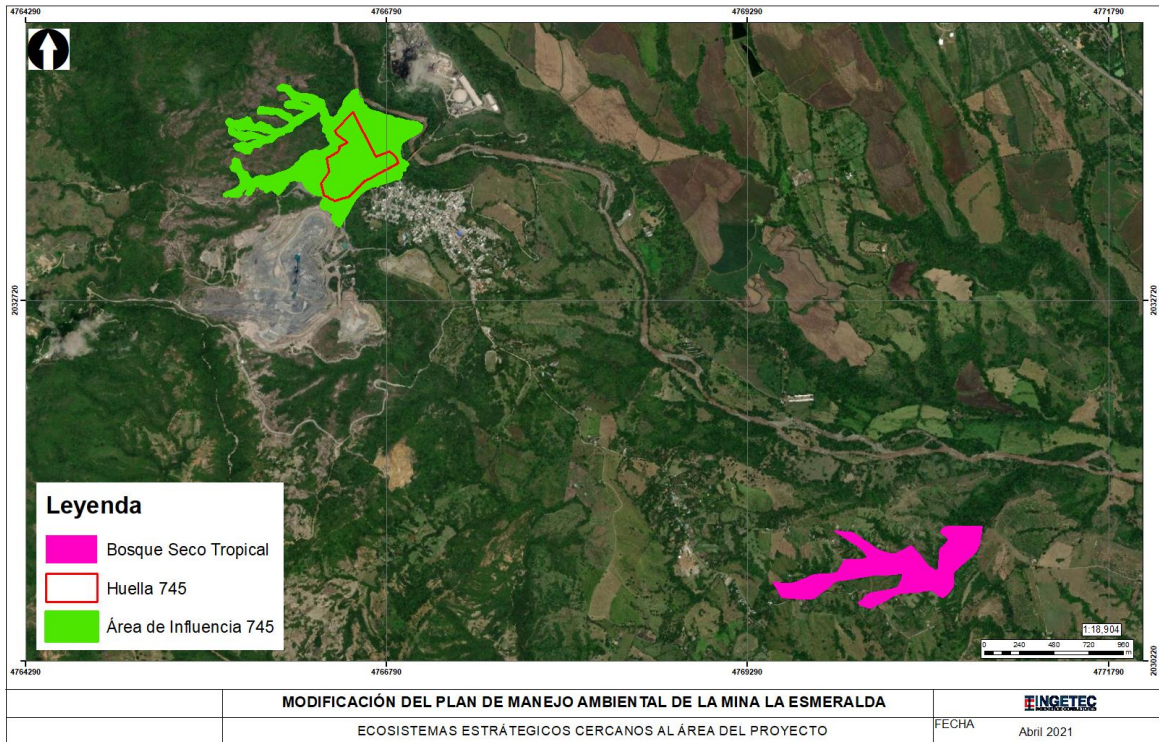 4764290 4766790 4769290 4771790
2032720 2032720
Leyenda
Bosque Seco Tropical
Huella 745
Área de Influencia 745
1:18,904
0 240 480 720 960
m
2030220
4764290 4766790 4769290 4771790
MODIFICACIÓN DEL PLAN DE MANEJO AMBIENTAL DE LA MINA LA ESMERALDA
INGETEC
INGENIEROS CONSULTORES
ECOSISTEMAS ESTRÁTEGICOS CERCANOS AL ÁREA DEL PROYECTO
FECHA
Abril 2021